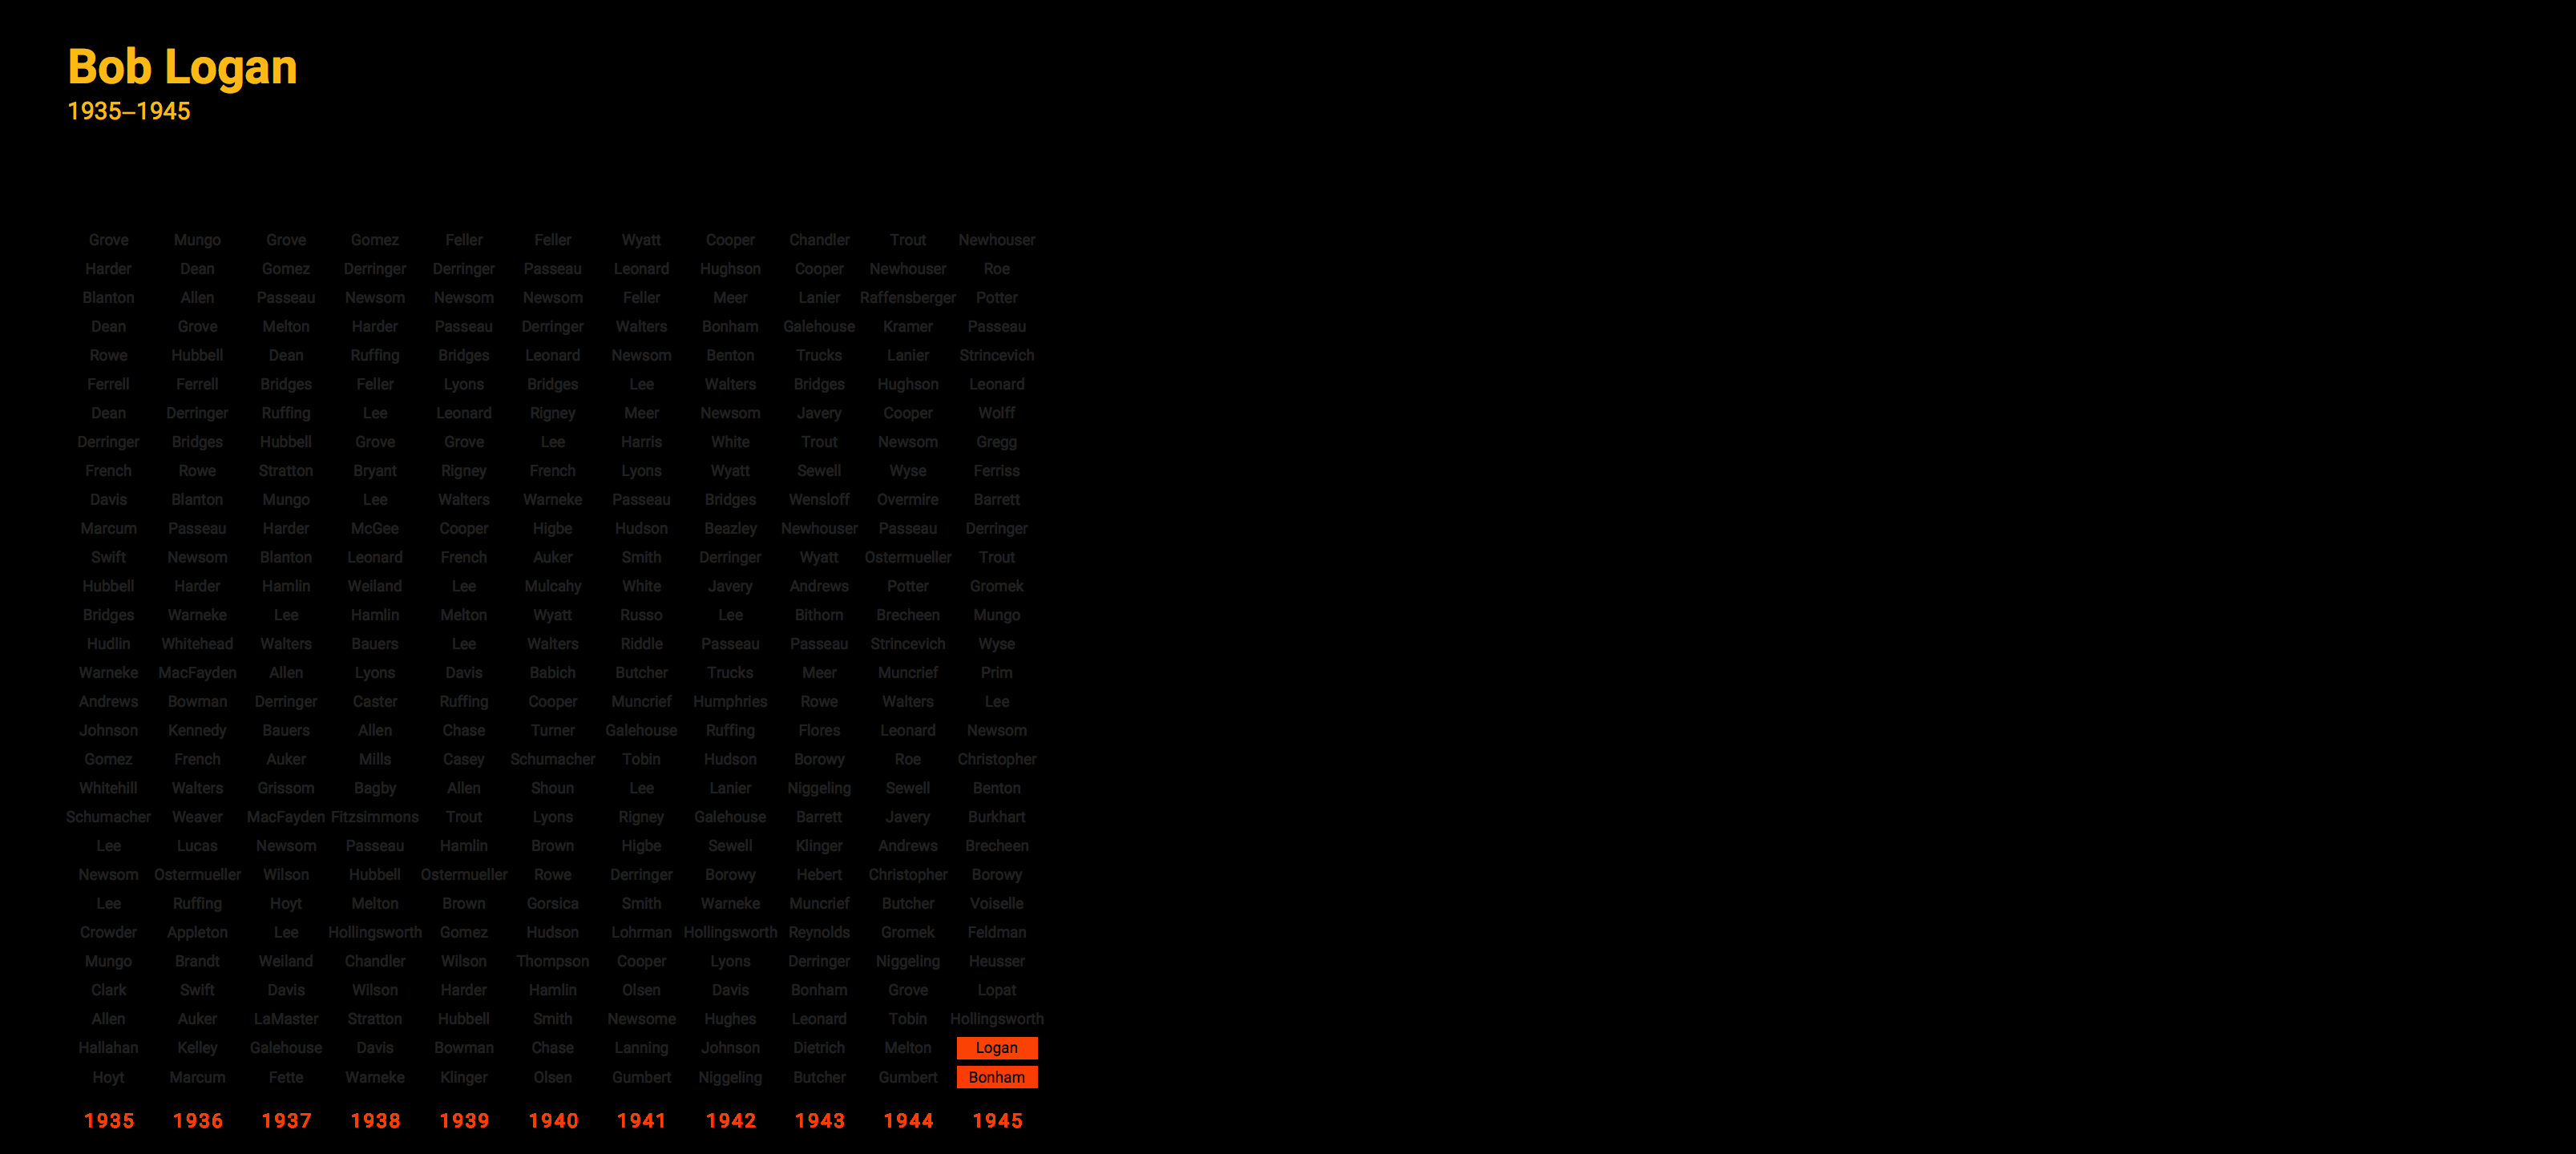 Bob Logan
1935–1945
Grove Mungo Grove Gomez Feller Feller Wyatt Cooper Chandler Trout Newhouser
Harder Dean Gomez Derringer Derringer Passeau Leonard Hughson Cooper Newhouser Roe
Blanton Allen Passeau Newsom Newsom Newsom Feller Meer Lanier Raffensberger Potter
Dean Grove Melton Harder Passeau Derringer Walters Bonham Galehouse Kramer Passeau
Rowe Hubbell Dean Ruffing Bridges Leonard Newsom Benton Trucks Lanier Strincevich
Ferrell Ferrell Bridges Feller Lyons Bridges Lee Walters Bridges Hughson Leonard
Dean Derringer Ruffing Lee Leonard Rigney Meer Newsom Javery Cooper Wolff
Derringer Bridges Hubbell Grove Grove Lee Harris White Trout Newsom Gregg
French Rowe Stratton Bryant Rigney French Lyons Wyatt Sewell Wyse Ferriss
Davis Blanton Mungo Lee Walters Warneke Passeau Bridges Wensloff Overmire Barrett
Marcum Passeau Harder McGee Cooper Higbe Hudson Beazley Newhouser Passeau Derringer
Swift Newsom Blanton Leonard French Auker Smith Derringer Wyatt Ostermueller Trout
Hubbell Harder Hamlin Weiland Lee Mulcahy White Javery Andrews Potter Gromek
Bridges Warneke Lee Hamlin Melton Wyatt Russo Lee Bithorn Brecheen Mungo
Hudlin Whitehead Walters Bauers Lee Walters Riddle Passeau Passeau Strincevich Wyse
Warneke MacFayden Allen Lyons Davis Babich Butcher Trucks Meer Muncrief Prim
Andrews Bowman Derringer Caster Ruffing Cooper Muncrief Humphries Rowe Walters Lee
Johnson Kennedy Bauers Allen Chase Turner Galehouse Ruffing Flores Leonard Newsom
Gomez French Auker Mills Casey Schumacher Tobin Hudson Borowy Roe Christopher
Whitehill Walters Grissom Bagby Allen Shoun Lee Lanier Niggeling Sewell Benton
Schumacher Weaver MacFayden Fitzsimmons Trout Lyons Rigney Galehouse Barrett Javery Burkhart
Lee Lucas Newsom Passeau Hamlin Brown Higbe Sewell Klinger Andrews Brecheen
Newsom Ostermueller Wilson Hubbell Ostermueller Rowe Derringer Borowy Hebert Christopher Borowy
Lee Ruffing Hoyt Melton Brown Gorsica Smith Warneke Muncrief Butcher Voiselle
Crowder Appleton Lee Hollingsworth Gomez Hudson Lohrman Hollingsworth Reynolds Gromek Feldman
Mungo Brandt Weiland Chandler Wilson Thompson Cooper Lyons Derringer Niggeling Heusser
Clark Swift Davis Wilson Harder Hamlin Olsen Davis Bonham Grove Lopat
Allen Auker LaMaster Stratton Hubbell Smith Newsome Hughes Leonard Tobin Hollingsworth
Hallahan Kelley Galehouse Davis Bowman Chase Lanning Johnson Dietrich Melton Logan
Hoyt Marcum Fette Warneke Klinger Olsen Gumbert Niggeling Butcher Gumbert Bonham
1935 1936 1937 1938 1939 1940 1941 1942 1943 1944 1945